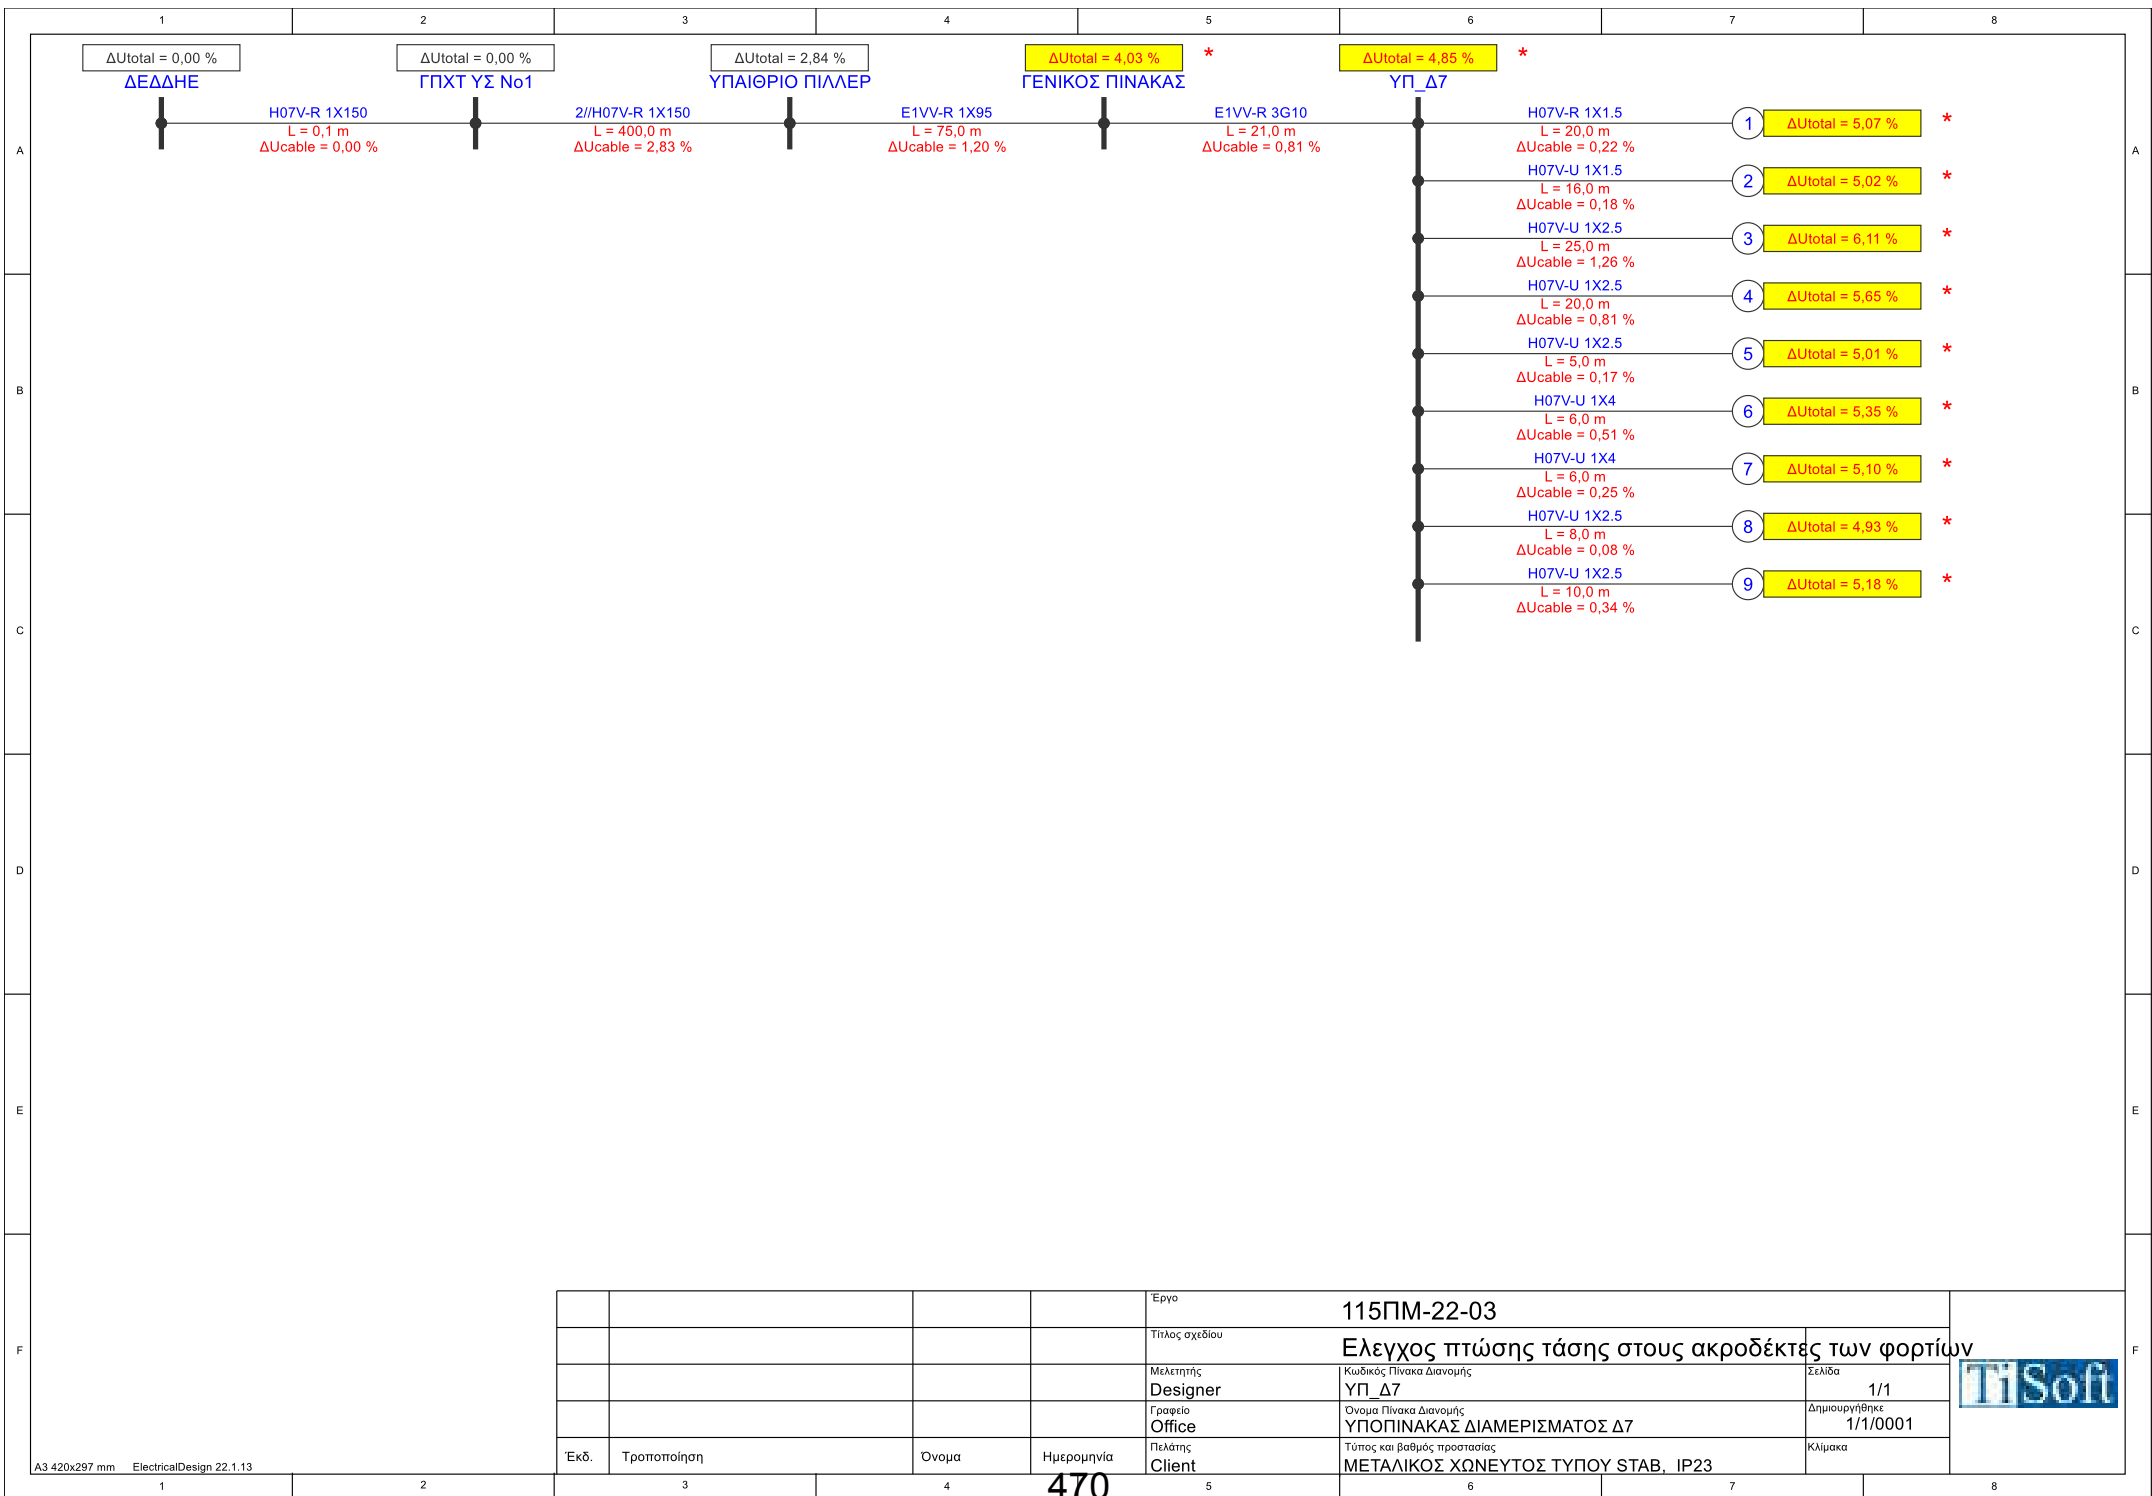 1 2 3 4 5 6 7 8
ΔUtotal = 0,00 % ΔUtotal = 0,00 % ΔUtotal = 2,84 % ΔUtotal = 4,03 % * ΔUtotal = 4,85 % *
ΔΕΔΔΗΕ ΓΠΧΤ ΥΣ Νο1 ΥΠΑΙΘΡΙΟ ΠΙΛΛΕΡ ΓΕΝΙΚΟΣ ΠΙΝΑΚΑΣ ΥΠ_Δ7
H07V-R 1X150 2//H07V-R 1X150 E1VV-R 1X95 E1VV-R 3G10 H07V-R 1X1.5
L = 0,1 m L = 400,0 m L = 75,0 m L = 21,0 m L = 20,0 m
ΔUcable = 0,00 % ΔUcable = 2,83 % ΔUcable = 1,20 % ΔUcable = 0,81 % ΔUcable = 0,22 %
1 ΔUtotal = 5,07 % *
A A
H07V-U 1X1.5
L = 16,0 m
ΔUcable = 0,18 %
2 ΔUtotal = 5,02 % *
H07V-U 1X2.5
L = 25,0 m
ΔUcable = 1,26 %
3 ΔUtotal = 6,11 % *
H07V-U 1X2.5
L = 20,0 m
ΔUcable = 0,81 %
4 ΔUtotal = 5,65 % *
H07V-U 1X2.5
L = 5,0 m
ΔUcable = 0,17 %
5 ΔUtotal = 5,01 % *
B B
H07V-U 1X4
L = 6,0 m
ΔUcable = 0,51 %
6 ΔUtotal = 5,35 % *
H07V-U 1X4
L = 6,0 m
ΔUcable = 0,25 %
7 ΔUtotal = 5,10 % *
H07V-U 1X2.5
L = 8,0 m
ΔUcable = 0,08 %
8 ΔUtotal = 4,93 % *
H07V-U 1X2.5
L = 10,0 m
ΔUcable = 0,34 %
9 ΔUtotal = 5,18 % *
C C
D D
E E
F F
Έργο
115ΠΜ-22-03
Τίτλος σχεδίου
Ελεγχος πτώσης τάσης στους ακροδέκτες των φορτίων
Μελετητής Κωδικός Πίνακα Διανομής Σελίδα
Designer ΥΠ_Δ7 1/1
Γραφείο Όνομα Πίνακα Διανομής Δημιουργήθηκε
Office ΥΠΟΠΙΝΑΚΑΣ ΔΙΑΜΕΡΙΣΜΑΤΟΣ Δ7 1/1/0001
Πελάτης Τύπος και βαθμός προστασίας Κλίμακα
Client ΜΕΤΑΛΙΚΟΣ ΧΩΝΕΥΤΟΣ ΤΥΠΟΥ STAB, IP23
Έκδ. Τροποποίηση Όνομα Ημερομηνία
TiSoft
A3 420x297 mm ElectricalDesign 22.1.13
470
1 2 3 4 5 6 7 8